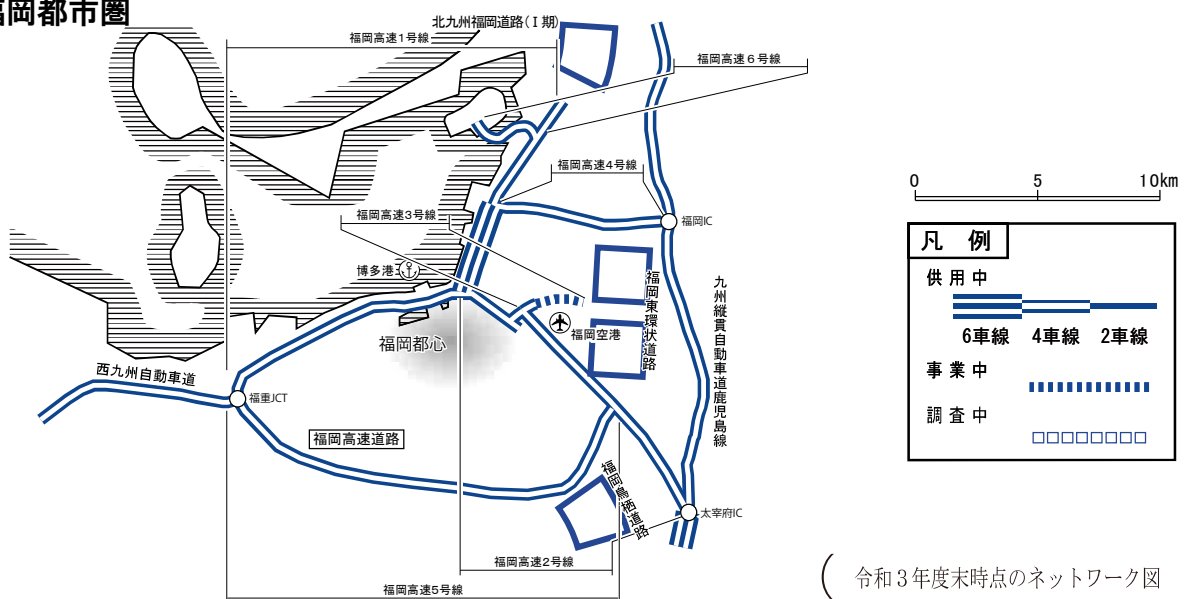 福岡都市圏
北九州福岡道路(Ⅰ期)
福岡高速1号線
福岡高速6号線
福岡高速4号線
福岡高速3号線
福岡IC
博多港
福岡東環状道路
九州縦貫自動車道鹿児島線
福岡空港
福岡都心
西九州自動車道
福重JCT
福岡高速道路
福岡鳥栖道路
太宰府IC
福岡高速2号線
福岡高速5号線
0 5 10km
凡 例
供用中
6車線 4車線 2車線
事業中
調査中
( 令和3年度末時点のネットワーク図